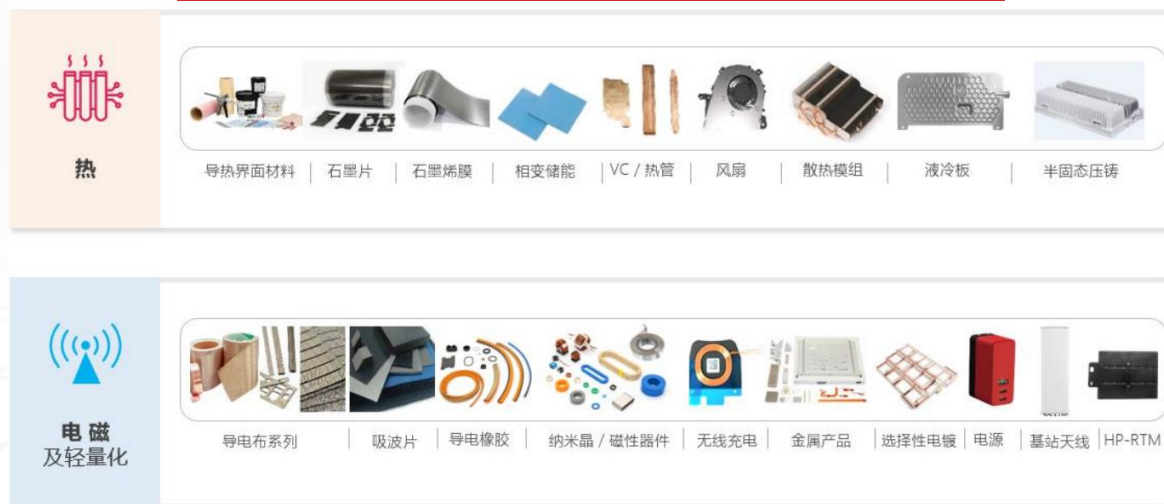 热
导热界面材料 | 石墨片 | 石墨烯膜 | 相变储能 | VC / 热管 | 风扇 | 散热模组 | 液冷板 | 半固态压铸
电磁
及轻量化
导电布系列 | 吸波片 | 导电橡胶 | 纳米晶 / 磁性器件 | 无线充电 | 金属产品 | 选择性电镀 | 电源 | 基站天线 | HP-RTM